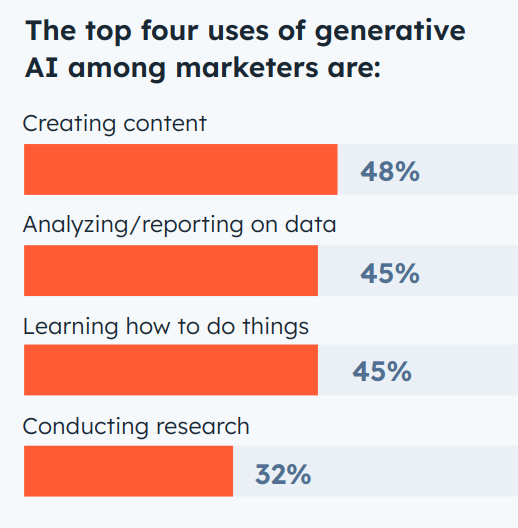 The top four uses of generative
AI among marketers are:
Creating content
48%
Analyzing/reporting on data
45%
Learning how to do things
45%
Conducting research
32%